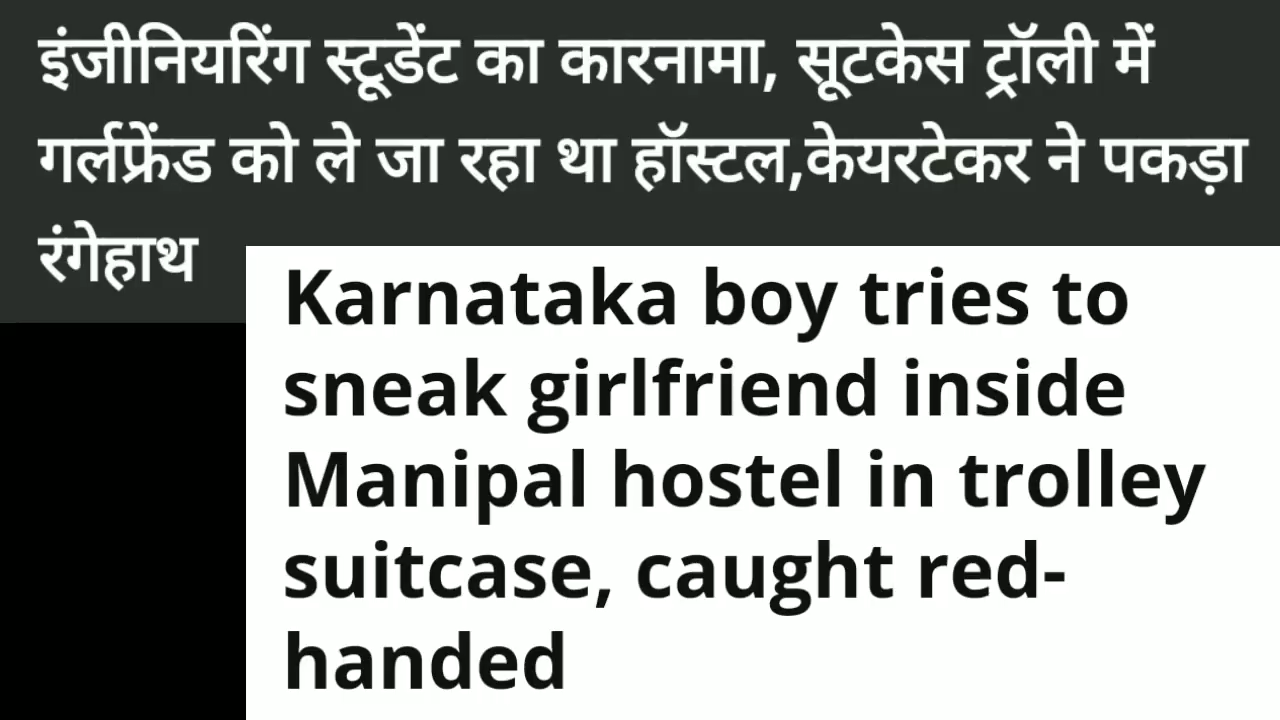 इंजीनियरिंग स्टूडेंट का कारनामा, सूटकेस ट्रॉली में
गर्लफ्रेंड को ले जा रहा था हॉस्टल,केयरटेकर ने पकड़ा
रंगेहाथ
Karnataka boy tries to
sneak girlfriend inside
Manipal hostel in trolley
suitcase, caught red-
handed